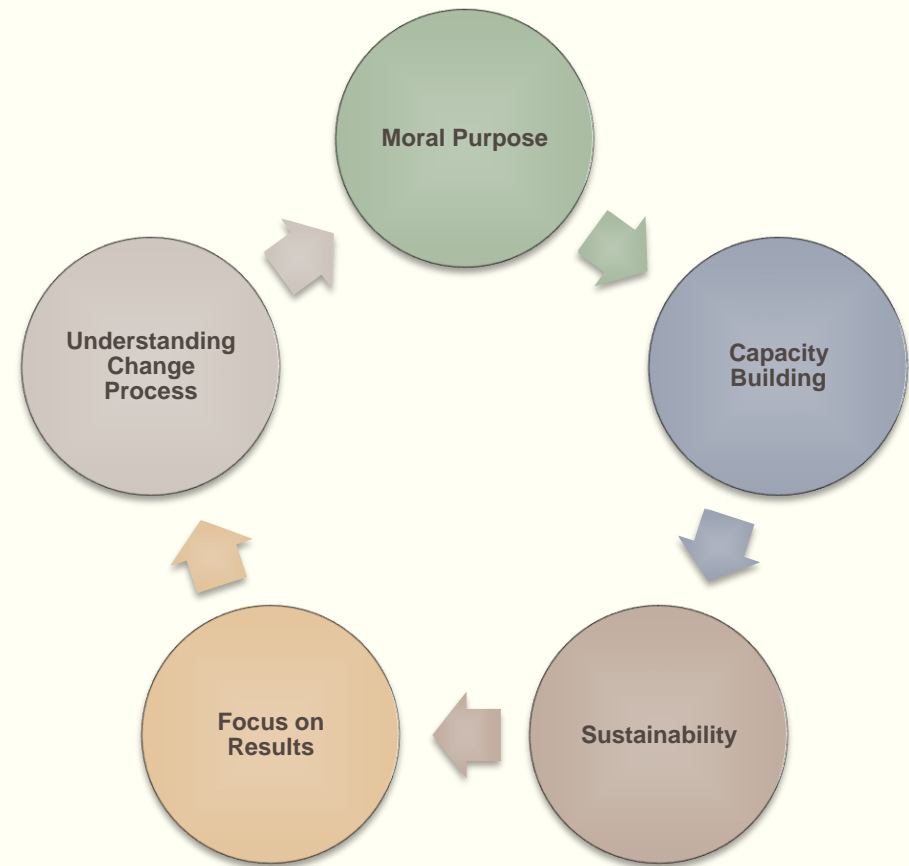 Moral Purpose
Capacity
Building
Sustainability
Focus on
Results
Understanding
Change
Process